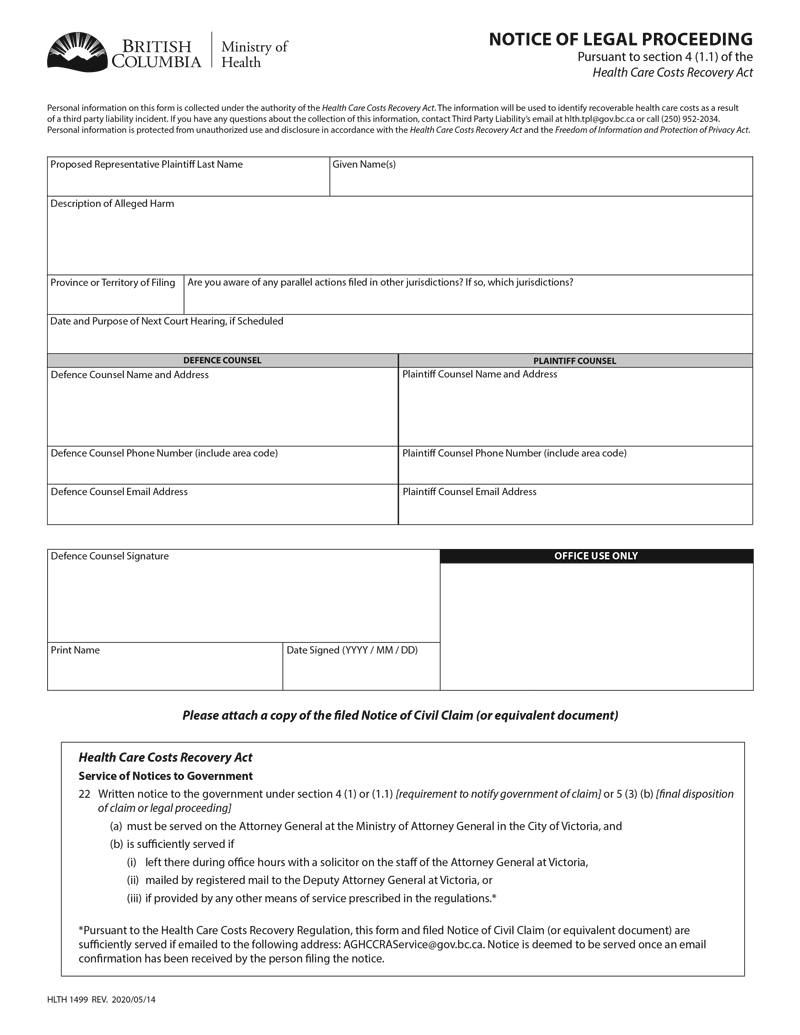 BRITISH COLUMBIA
Ministry of Health
NOTICE OF LEGAL PROCEEDING
Pursuant to section 4 (1.1) of the
Health Care Costs Recovery Act
Personal information on this form is collected under the authority of the Health Care Costs Recovery Act. The information will be used to identify recoverable health care costs as a result
of a third party liability incident. If you have any questions about the collection of this information, contact Third Party Liability's email at hlth.tpl@gov.bc.ca or call (250) 952-2034.
Personal information is protected from unauthorized use and disclosure in accordance with the Health Care Costs Recovery Act and the Freedom of Information and Protection of Privacy Act.
Proposed Representative Plaintiff Last Name
Given Name(s)
Description of Alleged Harm
Province or Territory of Filing
Are you aware of any parallel actions filed in other jurisdictions? If so, which jurisdictions?
Date and Purpose of Next Court Hearing, if Scheduled
DEFENCE COUNSEL
PLAINTIFF COUNSEL
Defence Counsel Name and Address
Plaintiff Counsel Name and Address
Defence Counsel Phone Number (include area code)
Plaintiff Counsel Phone Number (include area code)
Defence Counsel Email Address
Plaintiff Counsel Email Address
Defence Counsel Signature
OFFICE USE ONLY
Print Name
Date Signed (YYYY / MM / DD)
Please attach a copy of the filed Notice of Civil Claim (or equivalent document)
Health Care Costs Recovery Act
Service of Notices to Government
22 Written notice to the government under section 4 (1) or (1.1) [requirement to notify government of claim] or 5 (3) (b) [final disposition
of claim or legal proceeding]
(a) must be served on the Attorney General at the Ministry of Attorney General in the City of Victoria, and
(b) is sufficiently served if
(i) left there during office hours with a solicitor on the staff of the Attorney General at Victoria,
(ii) mailed by registered mail to the Deputy Attorney General at Victoria, or
(iii) if provided by any other means of service prescribed in the regulations.*
*Pursuant to the Health Care Costs Recovery Regulation, this form and filed Notice of Civil Claim (or equivalent document) are
sufficiently served if emailed to the following address: AGHCCRAService@gov.bc.ca. Notice is deemed to be served once an email
confirmation has been received by the person filing the notice.
HLTH 1499 REV. 2020/05/14